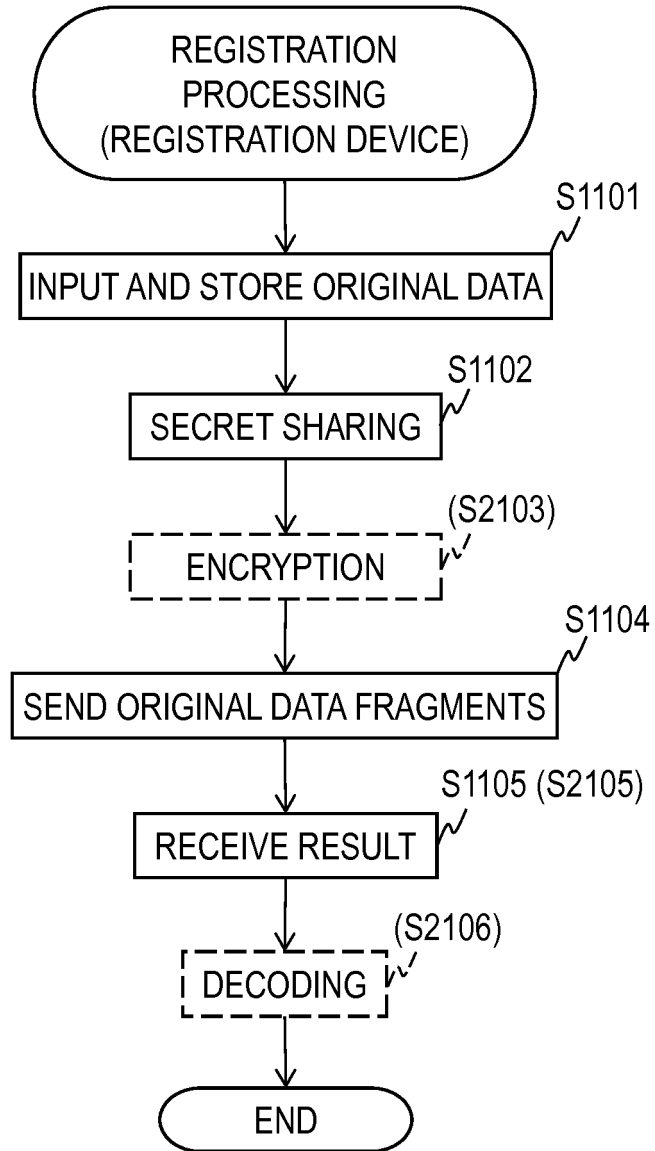 REGISTRATION
PROCESSING
(REGISTRATION DEVICE)
S1101
INPUT AND STORE ORIGINAL DATA
S1102
SECRET SHARING
(S2103)
ENCRYPTION
S1104
SEND ORIGINAL DATA FRAGMENTS
S1105 (S2105)
RECEIVE RESULT
(S2106)
DECODING
END